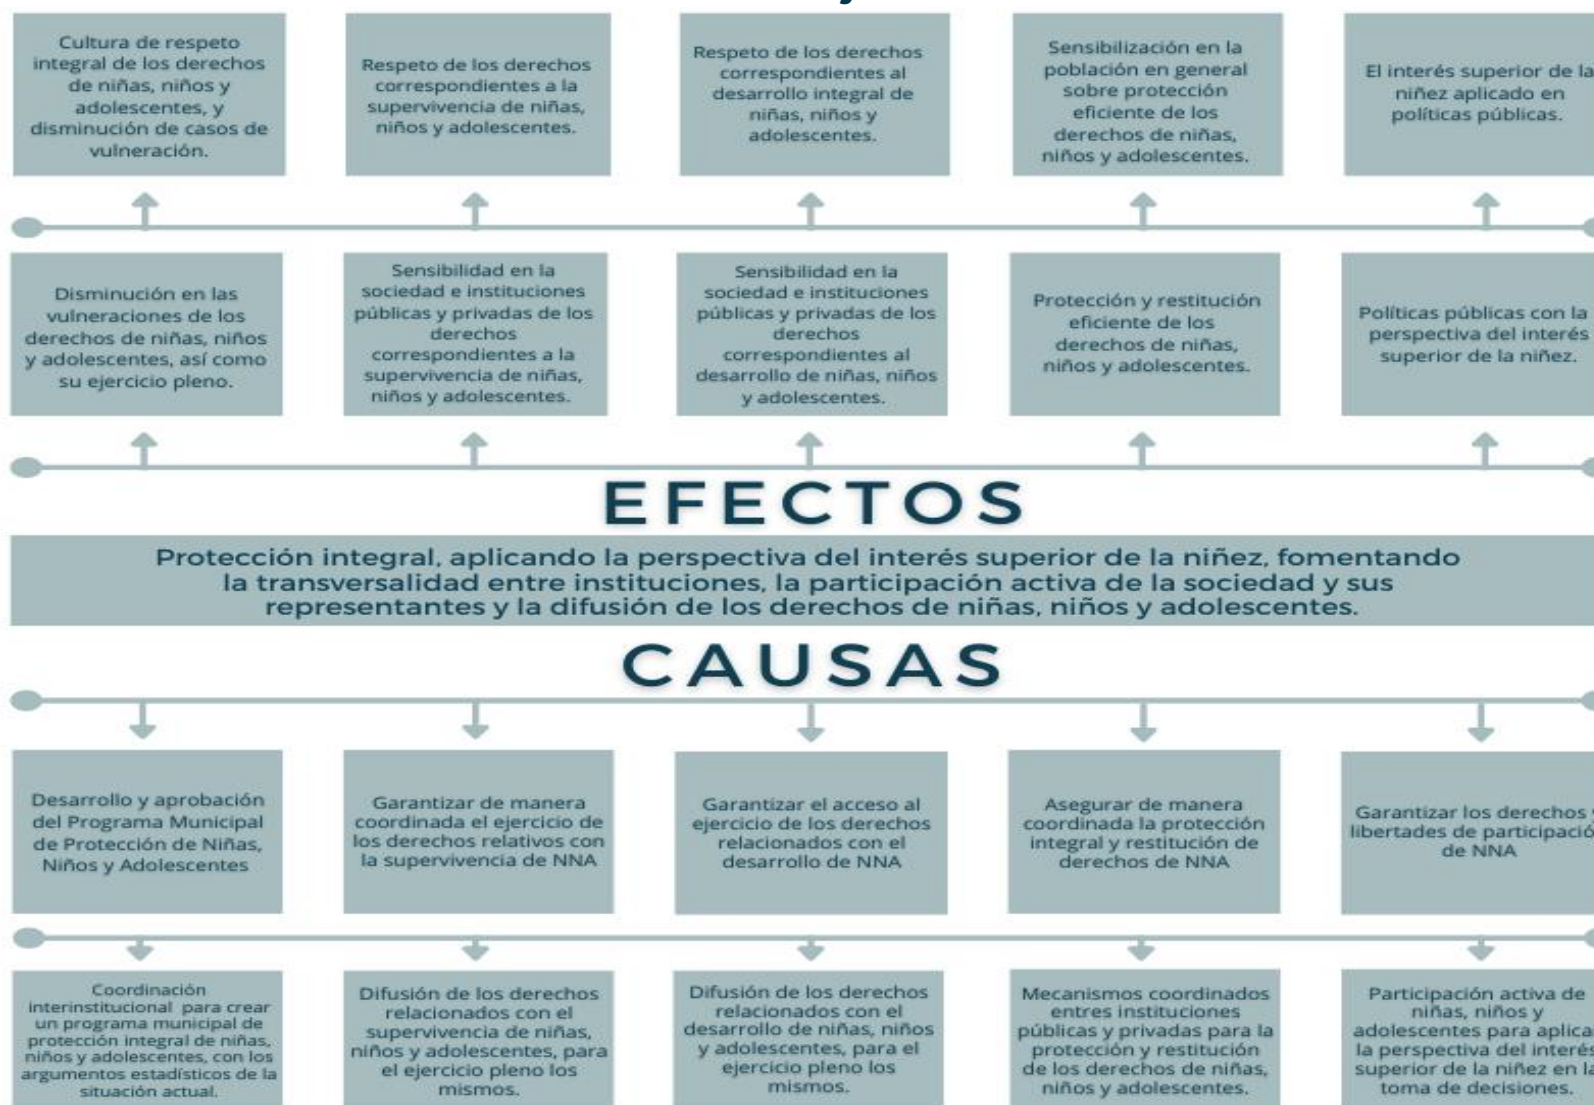 Cultura de respeto
integral de los derechos
de niñas, niños y
adolescentes, y
disminución de casos de
vulneración.
Respeto de los derechos
correspondientes a la
supervivencia de niñas,
niños y adolescentes.
Respeto de los derechos
correspondientes al
desarrollo integral de
niñas, niños y
adolescentes.
Sensibilización en la
población en general
sobre protección
eficiente de los
derechos de niñas,
niños y adolescentes.
El interés superior de la
niñez aplicado en
políticas públicas.
Disminución en las
vulneraciones de los
derechos de niñas, niños
y adolescentes, así como
su ejercicio pleno.
Sensibilidad en la
sociedad e instituciones
públicas y privadas de los
derechos
correspondientes a la
supervivencia de niñas,
niños y adolescentes.
Sensibilidad en la
sociedad e instituciones
públicas y privadas de los
derechos
correspondientes al
desarrollo de niñas, niños
y adolescentes.
Protección y restitución
eficiente de los
derechos de niñas,
niños y adolescentes.
Políticas públicas con la
perspectiva del interés
superior de la niñez.
EFECTOS
Protección integral, aplicando la perspectiva del interés superior de la niñez, fomentando
la transversalidad entre instituciones, la participación activa de la sociedad y sus
representantes y la difusión de los derechos de niñas, niños y adolescentes.
CAUSAS
Desarrollo y aprobación
del Programa Municipal
de Protección de Niñas,
Niños y Adolescentes
Garantizar de manera
coordinada el ejercicio de
los derechos relativos con
la supervivencia de NNA
Garantizar el acceso al
ejercicio de los derechos
relacionados con el
desarrollo de NNA
Asegurar de manera
coordinada la protección
integral y restitución de
derechos de NNA
Garantizar los derechos y
libertades de participació
de NNA
Coordinación
interinstitucional para crear
un programa municipal de
protección integral de niñas,
niños y adolescentes, con los
argumentos estadísticos de la
situación actual.
Difusión de los derechos
relacionados con el
supervivencia de niñas,
niños y adolescentes, para
el ejercicio pleno los
mismos.
Difusión de los derechos
relacionados con el
desarrollo de niñas, niños
y adolescentes, para el
ejercicio pleno los
mismos.
Mecanismos coordinados
entres instituciones
públicas y privadas para la
protección y restitución
de los derechos de niñas,
niños y adolescentes.
Participación activa de
niñas, niños y
adolescentes para aplica
la perspectiva del interés
superior de la niñez en la
toma de decisiones.